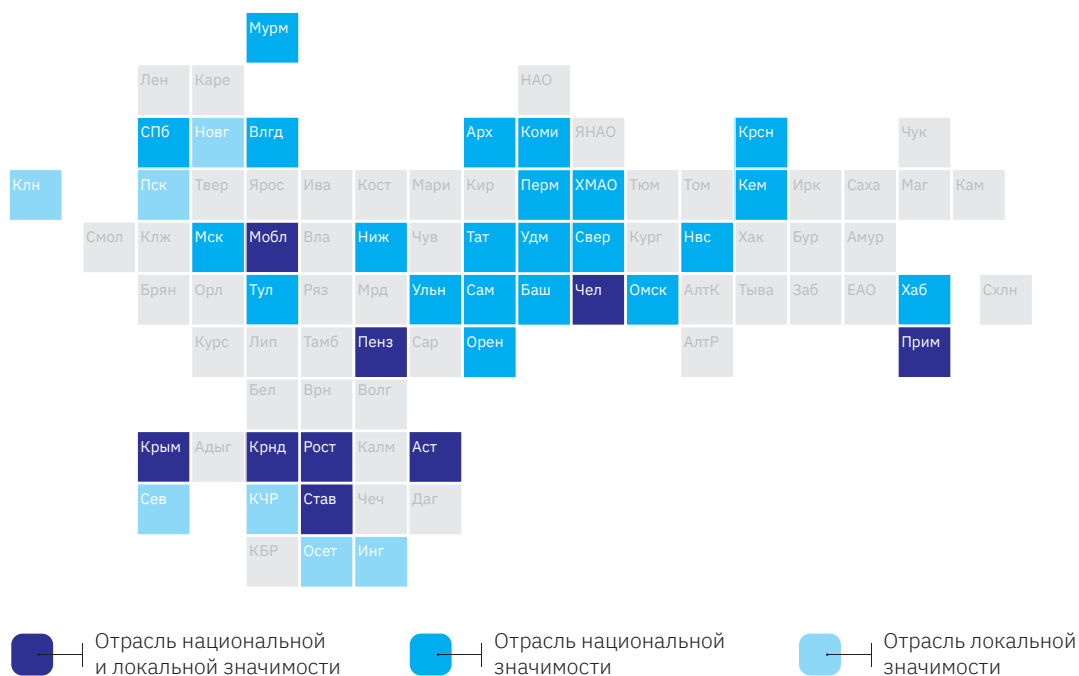 Мурм
Лен Каре НАО
СПб Новг Влгд Арх Коми ЯНАО Крсн Чук
Клн Пск Твер Ярос Ива Кост Мари Кир Перм ХМАО Тюм Том Кем Ирк Саха Маг Кам
Смол Клж Мск Мобл Вла Ниж Чув Тат Удм Свер Кург Нвс Хак Бур Амур
Брян Орл Тул Ряз Мрд Ульн Сам Баш Чел Омск АлтК Тыва Заб ЕАО Хаб Схлн
Курс Лип Тамб Пенз Сар Орен АлтР Прим
Бел Врн Волг
Крым Адыг Крнд Рост Калм Аст
Сев КЧР Став Чеч Даг
КБР Осет Инг
Отрасль национальной
и локальной значимости
Отрасль национальной
значимости
Отрасль локальной
значимости